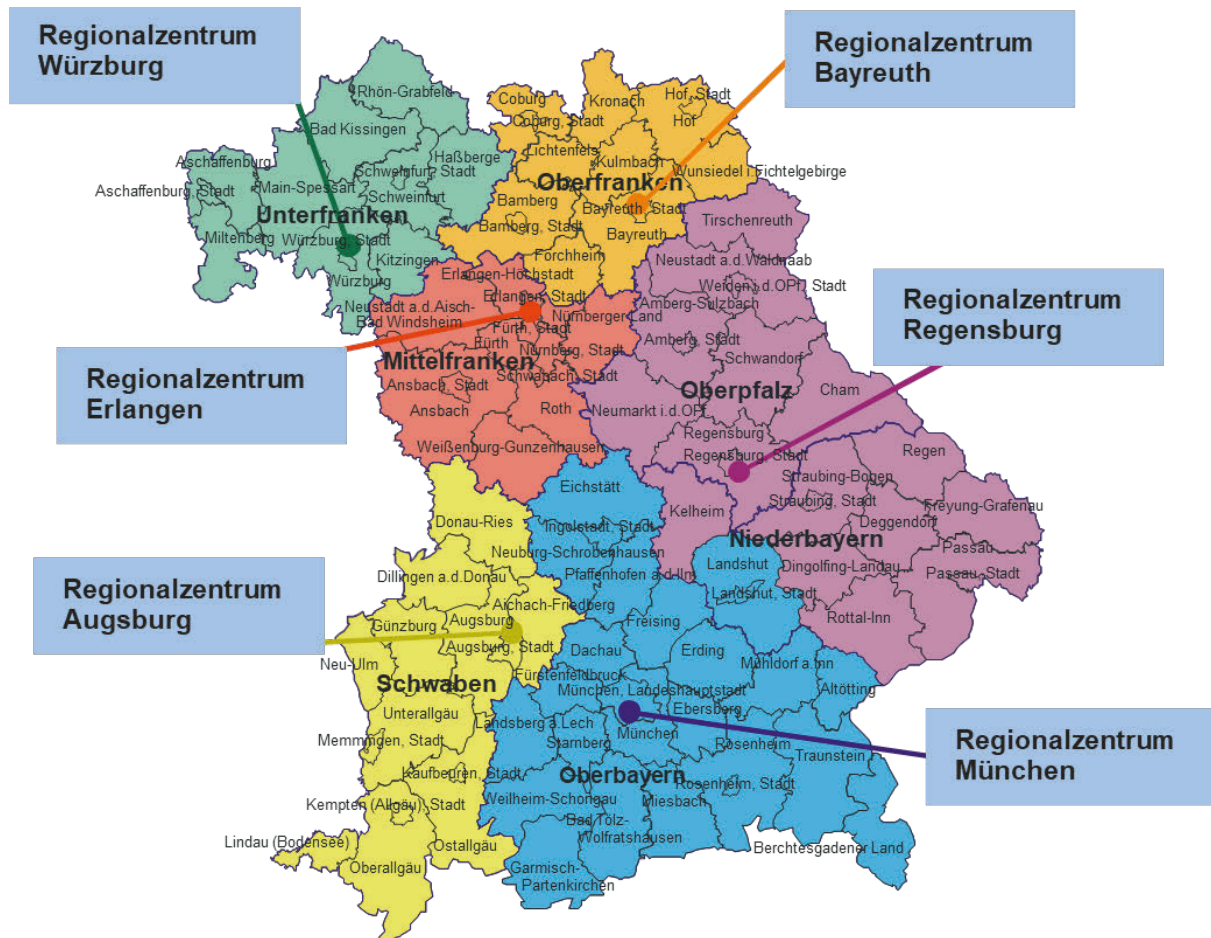 Regionalzentrum
Würzburg
Regionalzentrum
Bayreuth
Rhön-Grabfeld
Coburg
Kronach
Hof, Stadt
Coburg, Stadt
Hof
Bad Kissingen
Lichtenfels
Haßberge
Kulmbach
Aschaffenburg
Schweinfurt, Stadt
Wunsiedel i.Fichtelgebirge
Oberfranken
Aschaffenburg, Stadt
Main-Spessart
Schweinfurt
Bamberg
Bayreuth, Stadt
Unterfranken
Tirschenreuth
Bamberg, Stadt
Bayreuth
Miltenberg
Würzburg, Stadt
Kitzingen
Forchheim
Neustadt a.d.Waldnaab
Erlangen-Höchstadt
Würzburg
Weiden i.d.OPf., Stadt
Erlangen, Stadt
Amberg-Sulzbach
Neustadt a.d.Aisch-
Bad Windsheim
Nürnberger Land
Regionalzentrum
Regensburg
Fürth, Stadt
Fürth
Amberg, Stadt
Nürnberg, Stadt
Schwandorf
Mittelfranken
Schwabach, Stadt
Regionalzentrum
Erlangen
Ansbach, Stadt
Oberpfalz
Cham
Ansbach
Roth
Neumarkt i.d.OPf.
Regensburg
Weißenburg-Gunzenhausen
Regen
Regensburg, Stadt
Straubing-Bogen
Eichstätt
Straubing, Stadt
Freyung-Grafenau
Kelheim
Donau-Ries
Ingolstadt, Stadt
Deggendorf
Niederbayern
Passau
Neuburg-Schrobenhausen
Landshut
Dingolfing-Landau
Passau, Stadt
Dillingen a.d.Donau
Pfaffenhofen a.d.Ilm
Regionalzentrum
Augsburg
Landshut, Stadt
Aichach-Friedberg
Rottal-Inn
Günzburg
Augsburg
Freising
Augsburg, Stadt
Dachau
Erding
Neu-Ulm
Mühldorf a.Inn
Fürstenfeldbruck
Schwaben
München, Landeshauptstadt
Altötting
Unterallgäu
Ebersberg
Landsberg a.Lech
München
Regionalzentrum
München
Memmingen, Stadt
Starnberg
Rosenheim
Traunstein
Kaufbeuren, Stadt
Oberbayern
Rosenheim, Stadt
Kempten (Allgäu), Stadt
Weilheim-Schongau
Miesbach
Bad Tölz-
Wolfratshausen
Lindau (Bodensee)
Ostallgäu
Berchtesgadener Land
Oberallgäu
Garmisch-
Partenkirchen